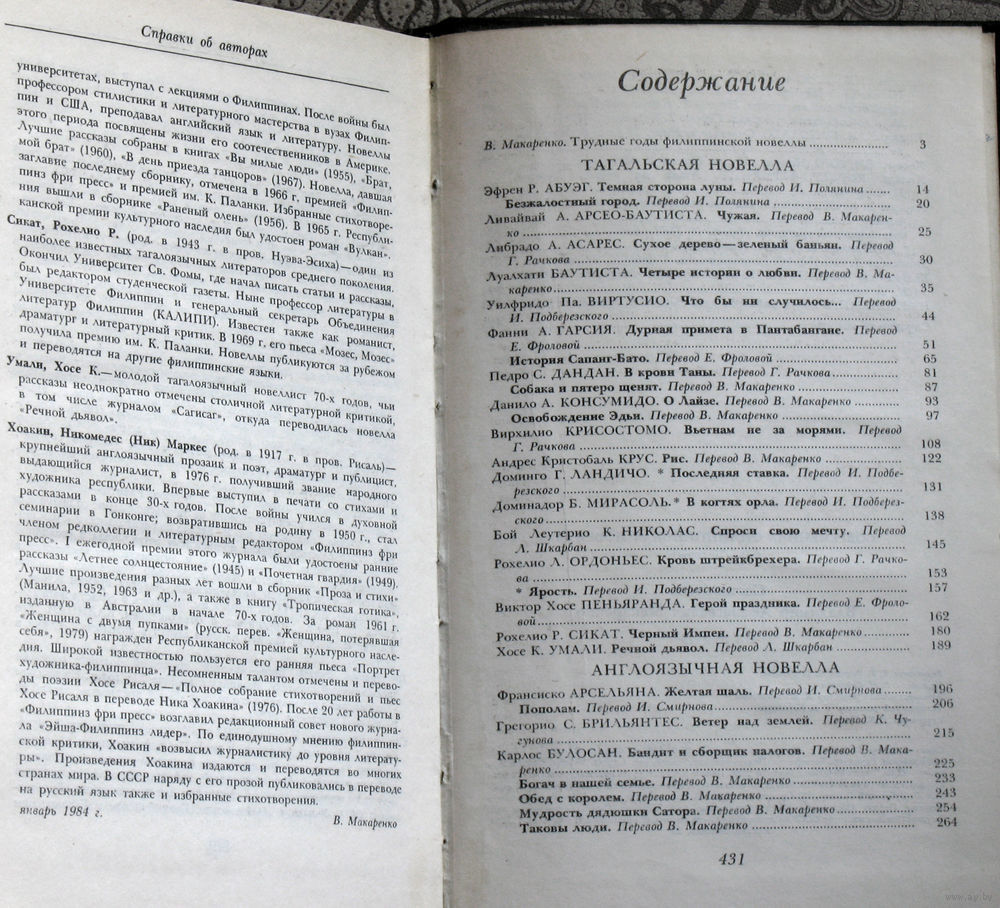 Справки об авторах
университетах, выступал с лекциями о Филиппинах. После войны был
профессором стилистики и литературного мастерства в вузах Филип-
пин и США, преподавал английский язык и литературу. Новеллы
этого периода посвящены жизни его соотечественников в Америке.
Лучшие рассказы собраны в книгах «Вы милые люди» (1955), «Брат,
мой брат» (1960), «В день приезда танцоров» (1967). Новелла, давшая
заглавие последнему сборнику, отмечена в 1966 г. премией «Филип-
пинз фри пресс» и премией им. К. Паланки. Избранные стихотворе-
ния вышли в сборнике «Раненый олень» (1956). В 1965 г. Республи-
канской премии культурного наследия был удостоен роман «Вулкан».
Сикат, Рохелио Р. (род. в 1943 г. в пров. Нуэва-Эсиха)—один из
наиболее известных тагалоязычных литераторов среднего поколения.
Окончил Университет Св. Фомы, где начал писать статьи и рассказы,
был редактором студенческой газеты. Ныне профессор литературы в
Университете Филиппин и генеральный секретарь Объединения
литератур Филиппин (КАЛИПИ). Известен также как романист,
драматург и литературный критик. В 1969 г. его пьеса «Мозес, Мозес»
получила премию им. К. Паланки. Новеллы публикуются за рубежом
и переводятся на другие филиппинские языки.
Умали, Хосе К.—молодой тагалоязычный новеллист 70-х годов, чьи
рассказы неоднократно отмечены столичной литературной критикой,
в том числе журналом «Сагисаг», откуда переводилась новелла
«Речной дьявол».
Хоакин, Никомедес (Ник) Маркес (род. в 1917 г. в пров. Рисаль)—
крупнейший англоязычный прозаик и поэт, драматург и публицист,
выдающийся журналист, в 1976 г. получивший звание народного
художника республики. Впервые выступил в печати со стихами и
рассказами в конце 30-х годов. После войны учился в духовной
семинарии в Гонконге; возвратившись на родину в 1950 г., стал
членом редколлегии и литературным редактором «Филиппинз фри
пресс». I ежегодной премии этого журнала были удостоены ранние
рассказы «Летнее солнцестояние» (1945) и «Почетная гвардия» (1949).
Лучшие произведения разных лет вошли в сборник «Проза и стихи»
(Манила, 1952, 1963 и др.), а также в книгу «Тропическая готика»,
изданную в Австралии в начале 70-х годов. За роман 1961 г.
«Женщина с двумя пупками» (русск. перев. «Женщина, потерявшая
себя», 1979) награжден Республиканской премией культурного насле-
дия. Широкой известностью пользуется его ранняя пьеса «Портрет
художника-филиппинца». Несомненным талантом отмечены и перево-
ды поэзии Хосе Рисаля—«Полное собрание стихотворений и пьес
Хосе Рисаля в переводе Ника Хоакина» (1976). После 20 лет работы в
«Филиппинз фри пресс» возглавил редакционный совет нового журна-
ла «Эйша-Филиппинз лидер». По единодушному мнению филиппин-
ской критики, Хоакин «возвысил журналистику до уровня литерату-
ры». Произведения Хоакина издаются и переводятся во многих
странах мира. В СССР наряду с его прозой публиковались в переводе
на русский язык также и избранные стихотворения.
январь 1984 г.
В. Макаренко
Содержание
В. Макаренко. Трудные годы филиппинской новеллы 3
ТАГАЛЬСКАЯ НОВЕЛЛА
Эфрен Р. АБУЭГ. Темная сторона луны. Перевод И. Полянина 14
Безжалостный город. Перевод И. Полянина 20
Ливайвай А. АРСЕО-БАУТИСТА. Чужая. Перевод В. Макарен-
ко 25
Либрадо А. АСАРЕС. Сухое дерево—зеленый баньян. Перевод
Г. Рачкова 30
Луалхати БАУТИСТА. Четыре истории о любви. Перевод В. Ма-
каренко 35
Уилфридо Па. ВИРТУСИО. Что бы ни случилось... Перевод
И. Подберезского 44
Фанни А. ГАРСИЯ. Дурная примета в Пантабангане. Перевод
Е. Фроловой 51
История Сапанг-Бато. Перевод Е. Фроловой 65
Педро С. ДАНДАН. В крови Таны. Перевод Г. Рачкова 81
Собака и пятеро щенят. Перевод В. Макаренко 87
Данило А. КОНСУМИДО. О Лайзе. Перевод В. Макаренко 93
Освобождение Эдьи. Перевод В. Макаренко 97
Вирхилио КРИСОСТОМО. Вьетнам не за морями. Перевод
Г. Рачкова 108
Андрес Кристобаль КРУС. Рис. Перевод В. Макаренко 122
Доминго Г. ЛАНДИЧО. * Последняя ставка. Перевод И. Подбе-
резского 131
Доминадор Б. МИРАСОЛЬ.* В когтях орла. Перевод И. Подберез-
ского 138
Бой Леутерио К. НИКОЛАС. Спроси свою мечту. Перевод
Л. Шкарбан 145
Рохелио Л. ОРДОНЬЕС. Кровь штрейкбрехера. Перевод Г. Рачко-
ва 153
* Ярость. Перевод И. Подберезского 157
Виктор Хосе ПЕНЬЯРАНДА. Герой праздника. Перевод Е. Фроло-
вой 162
Рохелио Р. СИКАТ. Черный Импен. Перевод В. Макаренко 180
Хосе К. УМАЛИ. Речной дьявол. Перевод Л. Шкарбан 189
АНГЛОЯЗЫЧНАЯ НОВЕЛЛА
Франсиско АРСЕЛЬЯНА. Желтая шаль. Перевод И. Смирнова 196
Пополам. Перевод И. Смирнова 206
Грегорио С. БРИЛЬЯНТЕС. Ветер над землей. Перевод К. Чу-
гунова 215
Карлос БУЛОСАН. Бандит и сборщик налогов. Перевод В. Мака-
ренко 225
Богач в нашей семье. Перевод В. Макаренко 233
Обед с королем. Перевод В. Макаренко 243
Мудрость дядюшки Сатора. Перевод В. Макаренко 254
Таковы люди. Перевод В. Макаренко 264
431
www.ay.by